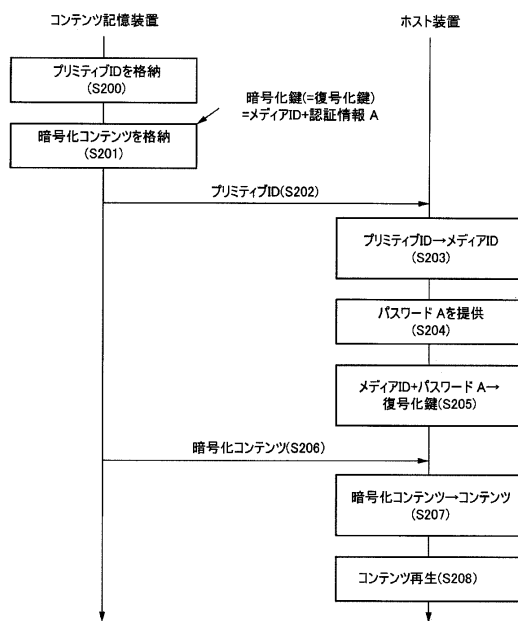 コンテンツ記憶装置
ホスト装置
プリミティブIDを格納
(S200)
暗号化鍵(=復号化鍵)
=メディアID+認証情報 A
暗号化コンテンツを格納
(S201)
プリミティブID(S202)
プリミティブID→メディアID
(S203)
パスワード Aを提供
(S204)
メディアID+パスワード A→
復号化鍵(S205)
暗号化コンテンツ(S206)
暗号化コンテンツ→コンテンツ
(S207)
コンテンツ再生(S208)